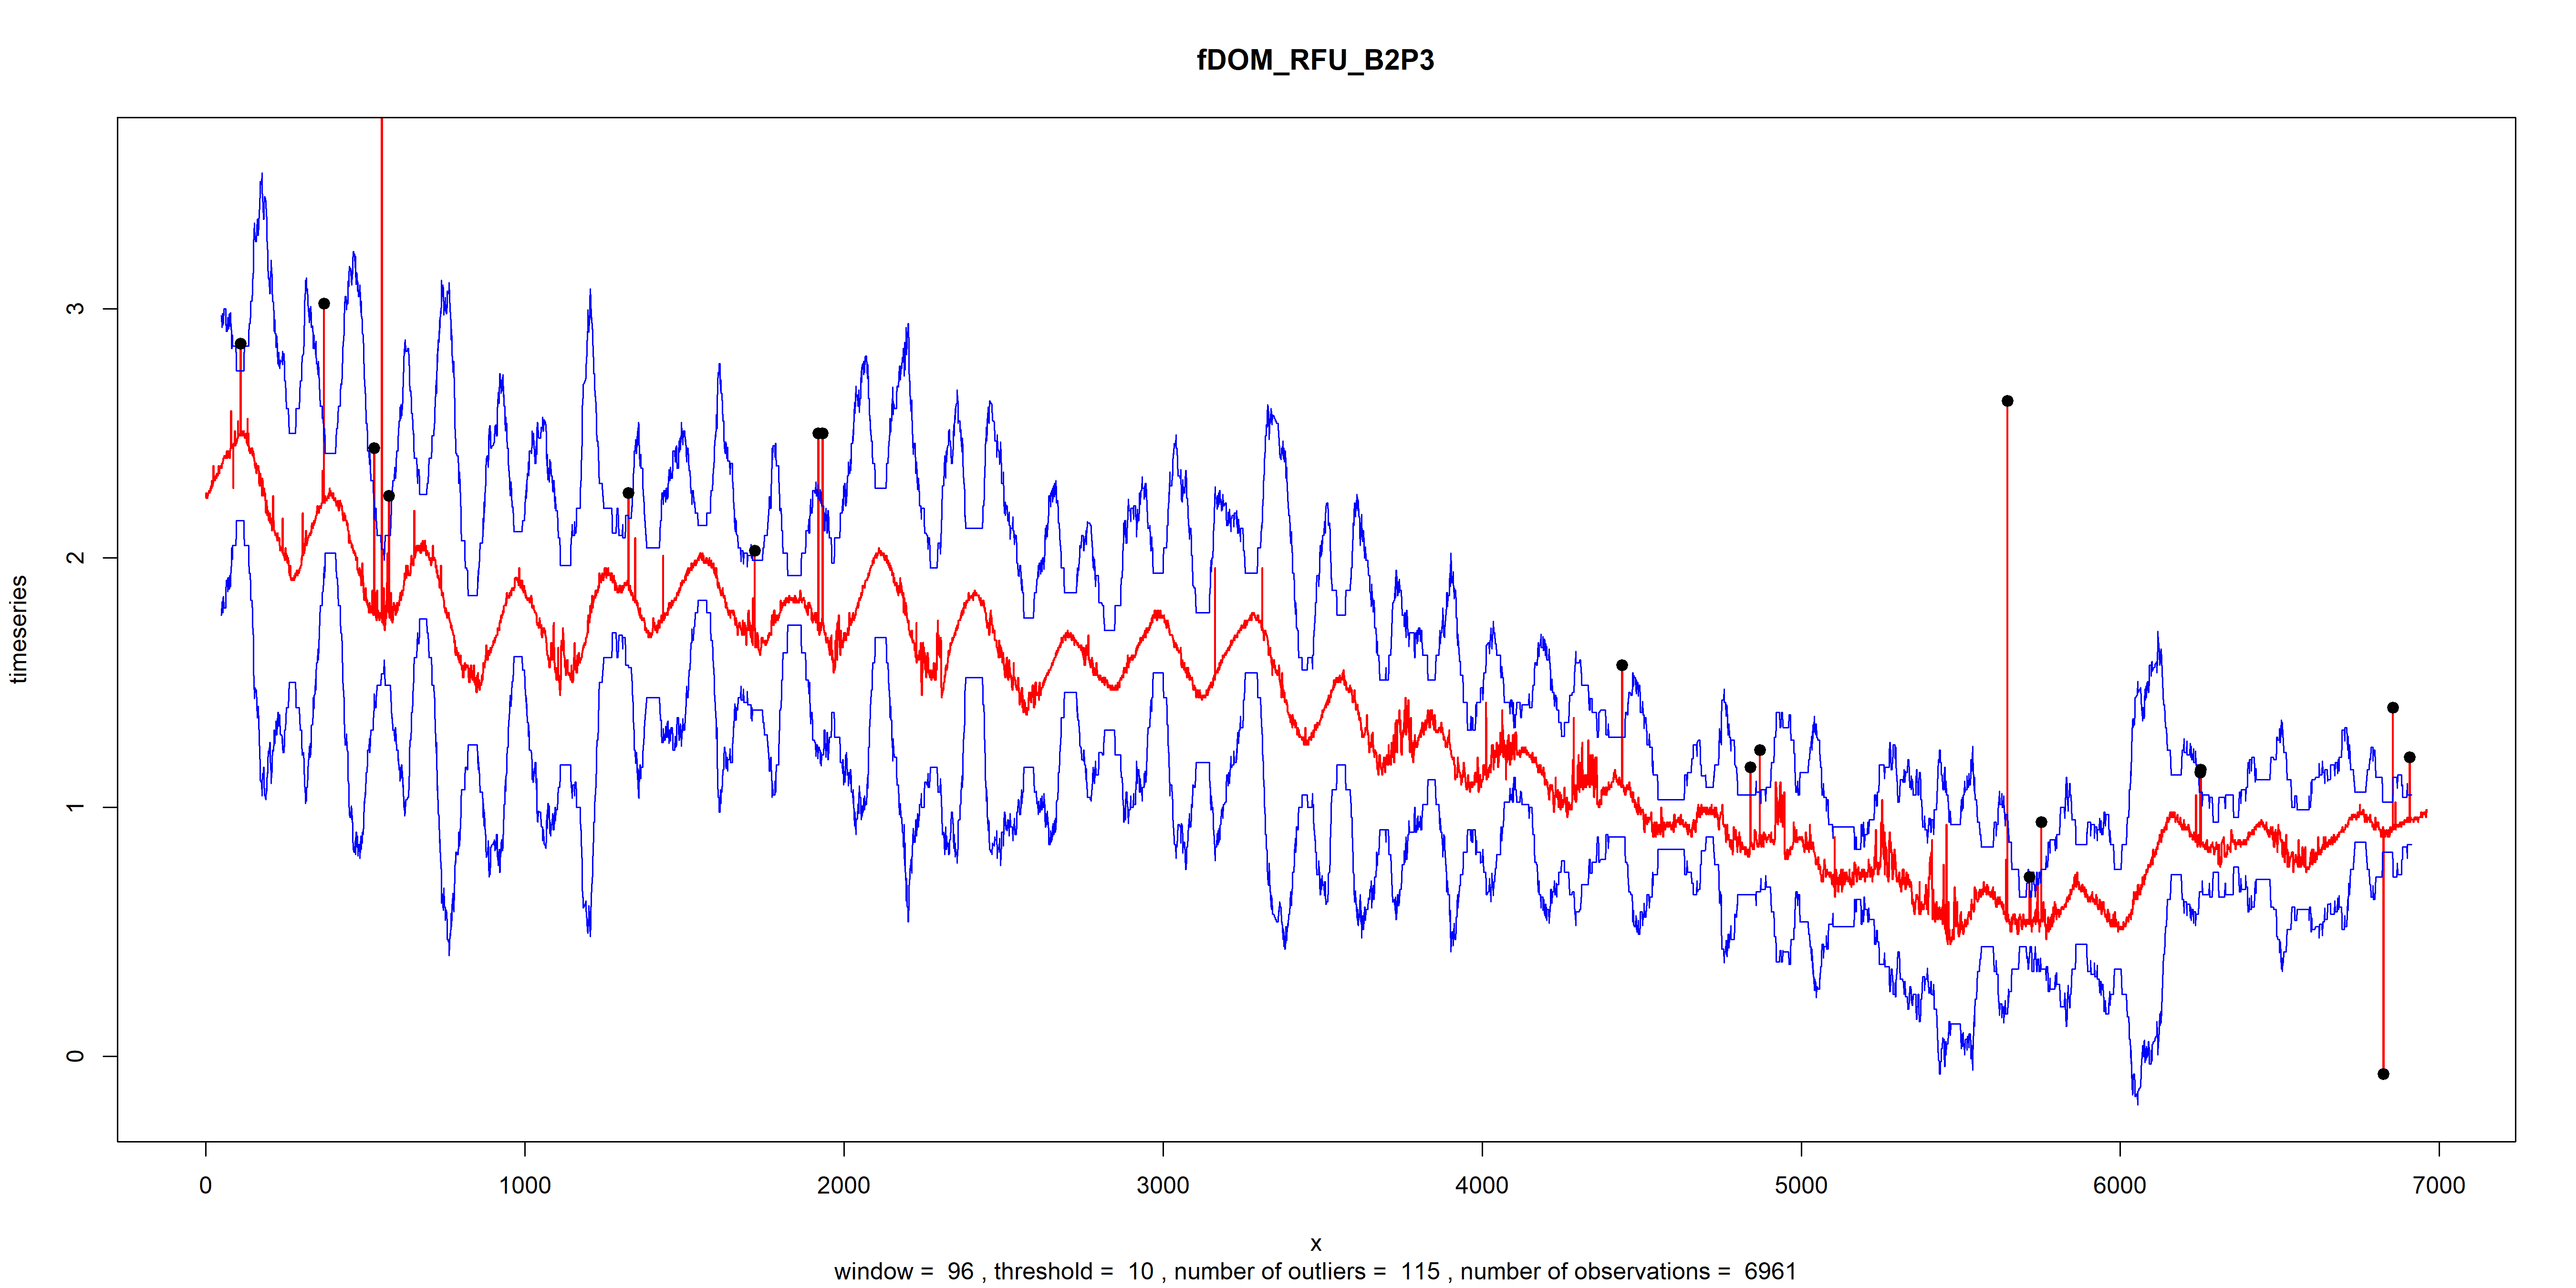 fDOM_RFU_B2P3
timeseries
3
2
1
0
0 1000 2000 3000 4000 5000 6000 7000
x
window =  96 , threshold =  10 , number of outliers =  115 , number of observations =  6961